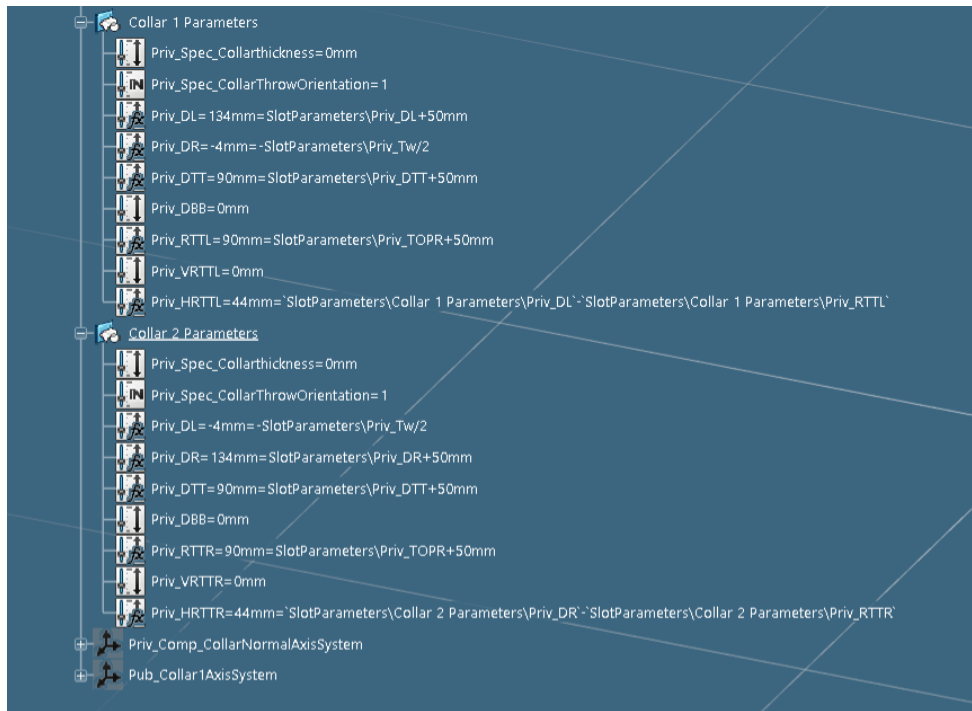 Collar 1 Parameters
Priv_Spec_Collarthickness=0mm
Priv_Spec_CollarThrowOrientation=1
Priv_DL=134mm=SlotParameters\Priv_DL+50mm
Priv_DR=-4mm=-SlotParameters\Priv_Tw/2
Priv_DTT=90mm=SlotParameters\Priv_DTT+50mm
Priv_DBB=0mm
Priv_RTTL=90mm=SlotParameters\Priv_TOPR+50mm
Priv_VRTTL=0mm
Priv_HRTTL=44mm=`SlotParameters\Collar 1 Parameters\Priv_DL`-`SlotParameters\Collar 1 Parameters\Priv_RTTL`
Collar 2 Parameters
Priv_Spec_Collarthickness=0mm
Priv_Spec_CollarThrowOrientation=1
Priv_DL=-4mm=-SlotParameters\Priv_Tw/2
Priv_DR=134mm=SlotParameters\Priv_DR+50mm
Priv_DTT=90mm=SlotParameters\Priv_DTT+50mm
Priv_DBB=0mm
Priv_RTTR=90mm=SlotParameters\Priv_TOPR+50mm
Priv_VRTTR=0mm
Priv_HRTTR=44mm=`SlotParameters\Collar 2 Parameters\Priv_DR`-`SlotParameters\Collar 2 Parameters\Priv_RTTR`
Priv_Comp_CollarNormalAxisSystem
Pub_Collar1AxisSystem